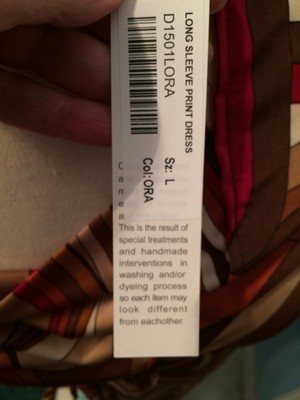 LONG SLEEVE PRINT DRESS
D1501LORA
Sz: L
Col:ORA
This is the result of
special treatments
and handmade
interventions in
washing and/or
dyeing process
so each item may
look different
from eachother.